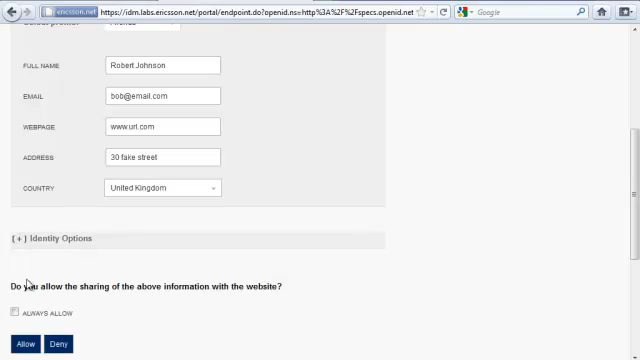 ericsson.net
https://idm.labs.ericsson.net/portal/endpoint.do?openid.ns=http%3A%2F%2Fspecs.openid.net
Google
FULL NAME Robert Johnson
EMAIL bob@email.com
WEBPAGE www.url.com
ADDRESS 30 fake street
COUNTRY United Kingdom
[ + ] Identity Options
Do you allow the sharing of the above information with the website?
ALWAYS ALLOW
Allow Deny